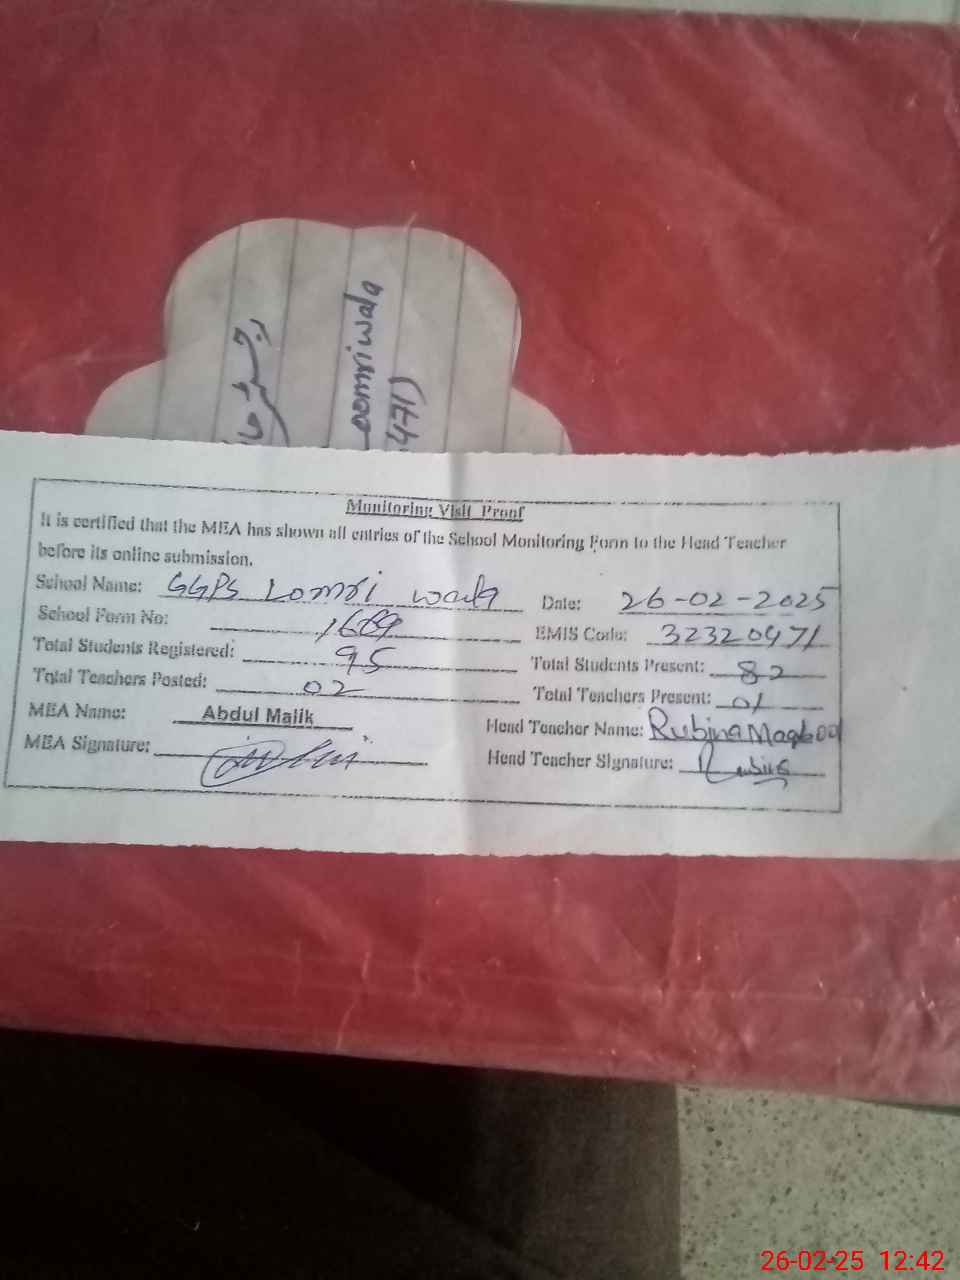 oomriwala
471)
Monitoring Visit Proof
It is certified that the MEA has shown all entries of the School Monitoring Form to the Head Teacher
before its online submission.
School Name: GGPS Lomri wala Date: 26-02-2025
School Form No: 1689 EMIS Code: 32320471
Total Students Registered: 95 Total Students Present: 82
Total Teachers Posted: 02 Total Teachers Present: 01
MEA Name: Abdul Majik Head Teacher Name: Rubina Maqbool
MEA Signature: Head Teacher Signature: Rubina
26-02-25 12:42